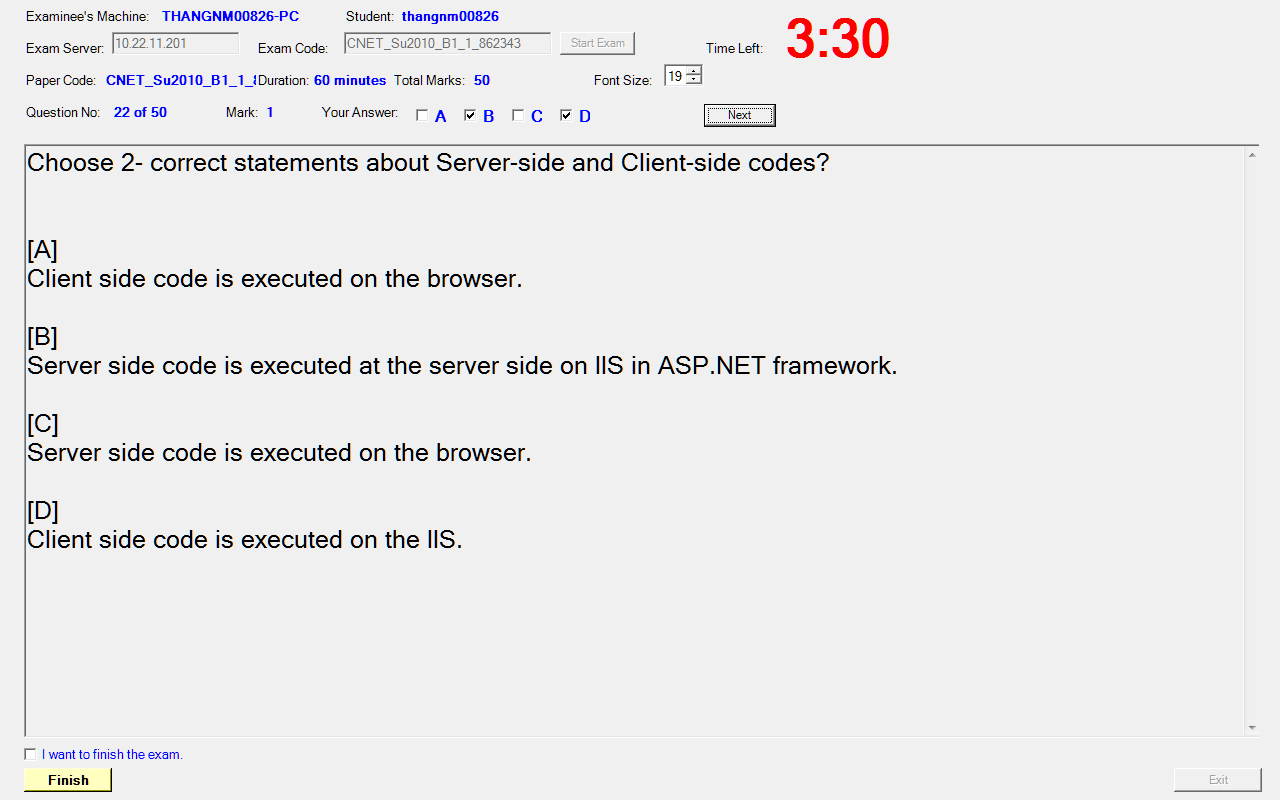 Examinee's Machine: THANGNM00826-PC Student: thangnm00826
Exam Server: 10.22.11.201 Exam Code: CNET_Su2010_B1_1_862343 Start Exam Time Left: 3:30
Paper Code: CNET_Su2010_B1_1_ Duration: 60 minutes Total Marks: 50 Font Size: 19
Question No: 22 of 50 Mark: 1 Your Answer: A B C D Next
Choose 2- correct statements about Server-side and Client-side codes?
[A]
Client side code is executed on the browser.
[B]
Server side code is executed at the server side on IIS in ASP.NET framework.
[C]
Server side code is executed on the browser.
[D]
Client side code is executed on the IIS.
I want to finish the exam.
Finish Exit